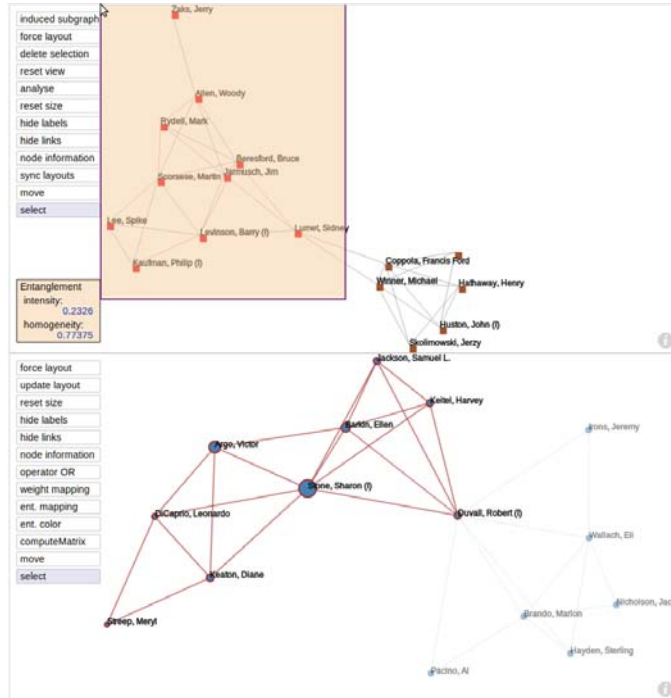 induced subgraph
force layout
delete selection
reset view
analyse
reset size
hide labels
hide links
node information
sync layouts
move
select
Zaks, Jerry
Allen, Woody
Rydell, Mark
Beresford, Bruce
Jarmusch, Jim
Scorsese, Martin
Lee, Spike
Levinson, Barry (I)
Lumet, Sidney
Kaufman, Philip (I)
Coppola, Francis Ford
Winner, Michael
Hathaway, Henry
Huston, John (I)
Skolimowski, Jerzy
Entanglement
intensity:
0.2326
homogeneity:
0.77375
i
force layout
update layout
reset size
hide labels
hide links
node information
operator OR
weight mapping
ent. mapping
ent. color
computeMatrix
move
select
Jackson, Samuel L.
Keitel, Harvey
Barkin, Ellen
Argo, Victor
Stone, Sharon (I)
DiCaprio, Leonardo
Duvall, Robert (I)
Keaton, Diane
Streep, Meryl
Irons, Jeremy
Wallach, Eli
Nicholson, Jac
Brando, Marlon
Hayden, Sterling
Pacino, Al
i